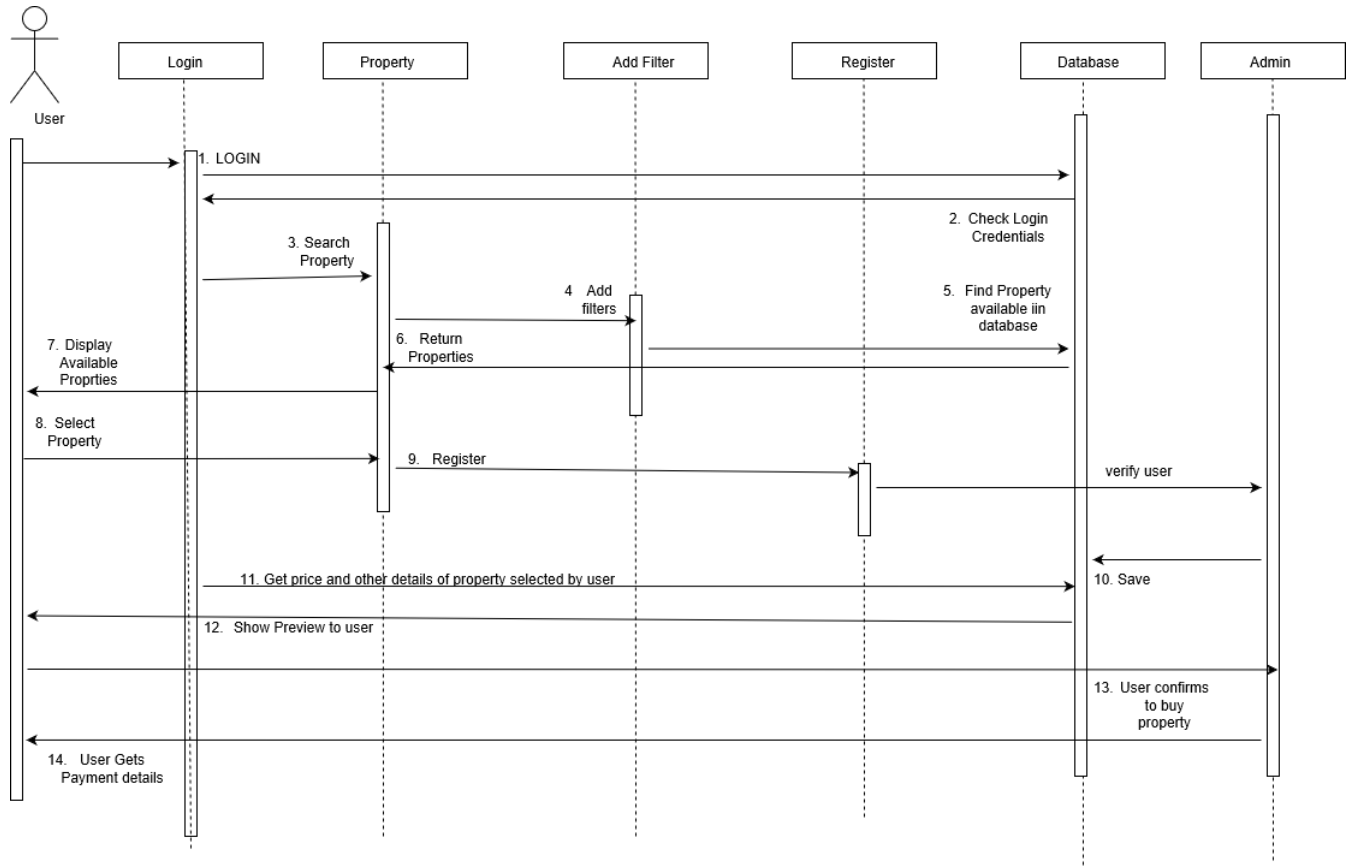 Login
Property
Add Filter
Register
Database
Admin
User
1. LOGIN
2. Check Login
Credentials
3. Search
Property
4 Add
filters
5. Find Property
available iin
database
6. Return
Properties
7. Display
Available
Proprties
8. Select
Property
9. Register
verify user
10. Save
11. Get price and other details of property selected by user
12. Show Preview to user
13. User confirms
to buy
property
14. User Gets
Payment details